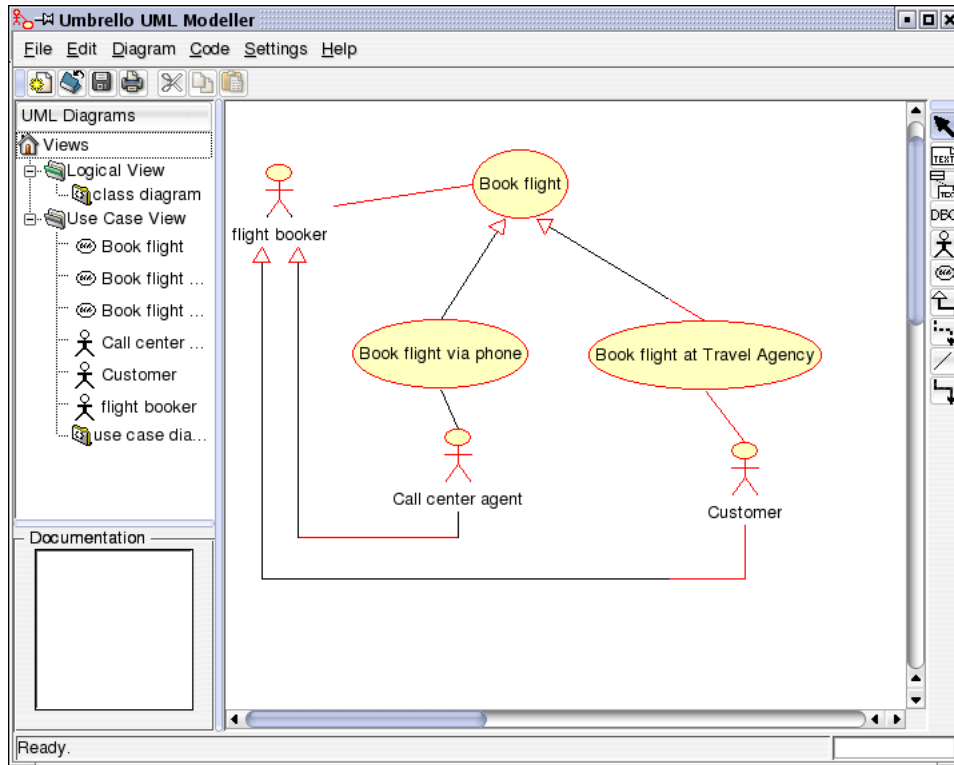 Umbrello UML Modeller
File Edit Diagram Code Settings Help
UML Diagrams
Views
Logical View
class diagram
Use Case View
Book flight
Book flight ...
Book flight ...
Call center ...
Customer
flight booker
use case dia...
Documentation
Book flight
flight booker
Book flight via phone
Book flight at Travel Agency
Call center agent
Customer
TEXT
Ready.